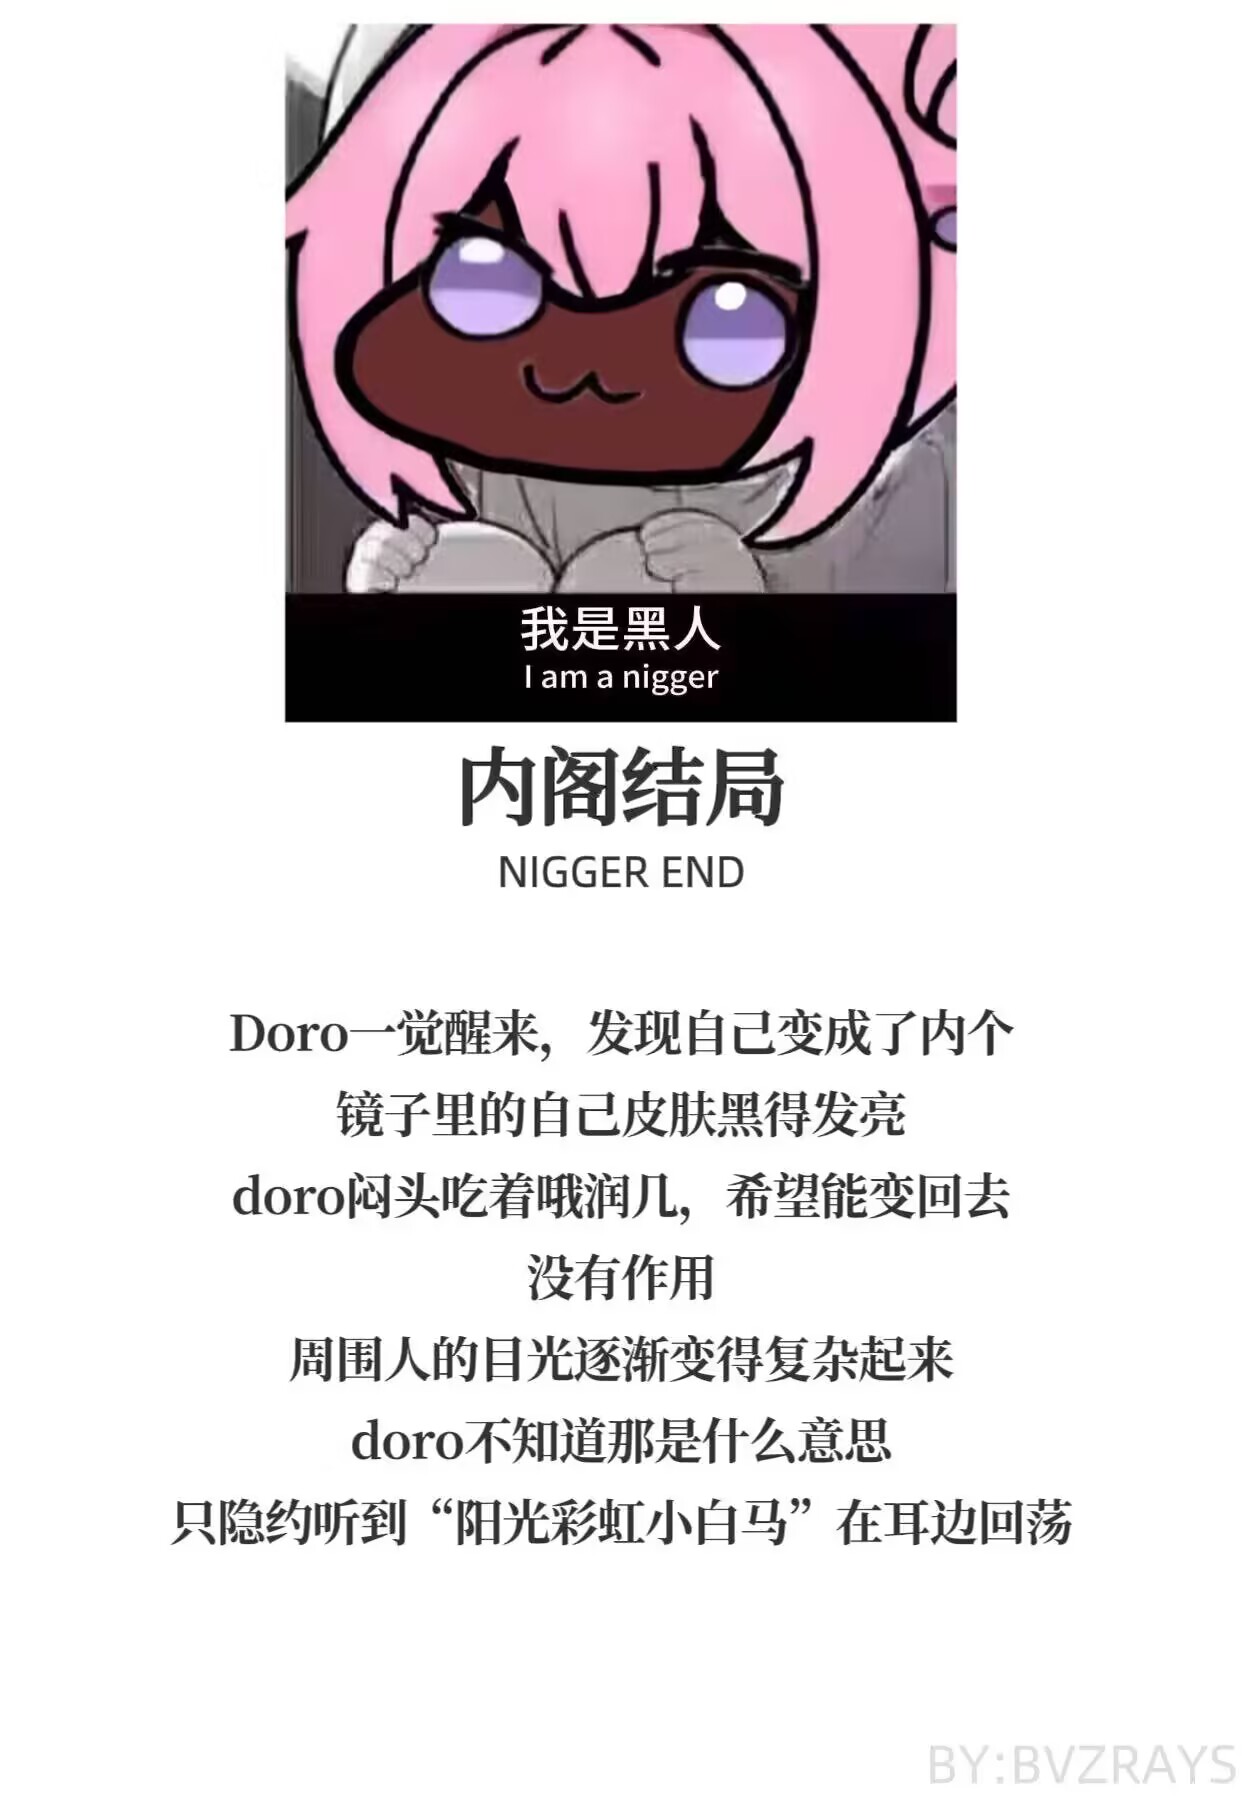 我是黑人
I am a nigger
内阁结局
NIGGER END
Doro一觉醒来，发现自己变成了内个
镜子里的自己皮肤黑得发亮
doro闷头吃着哦润几，希望能变回去
没有作用
周围人的目光逐渐变得复杂起来
doro不知道那是什么意思
只隐约听到“阳光彩虹小白马”在耳边回荡
BY:BVZRAYS